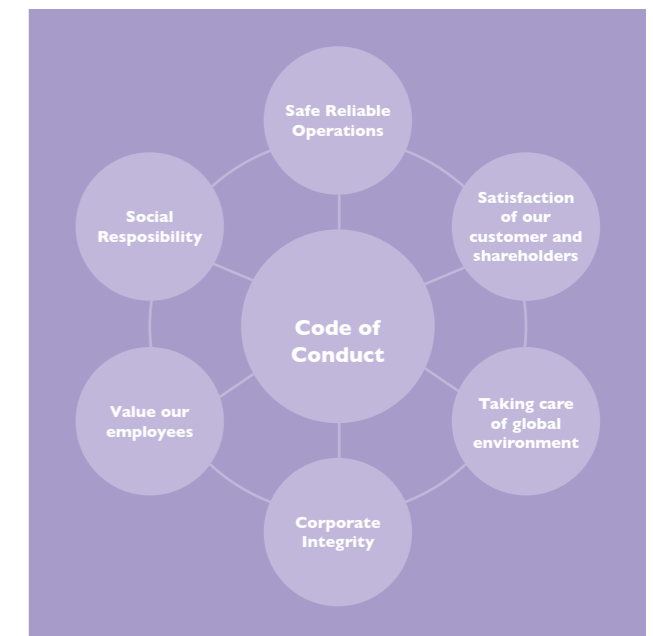 Safe Reliable
Operations
Satisfaction
of our
customer and
shareholders
Taking care
of global
environment
Corporate
Integrity
Value our
employees
Social
Resposibility
Code of
Conduct